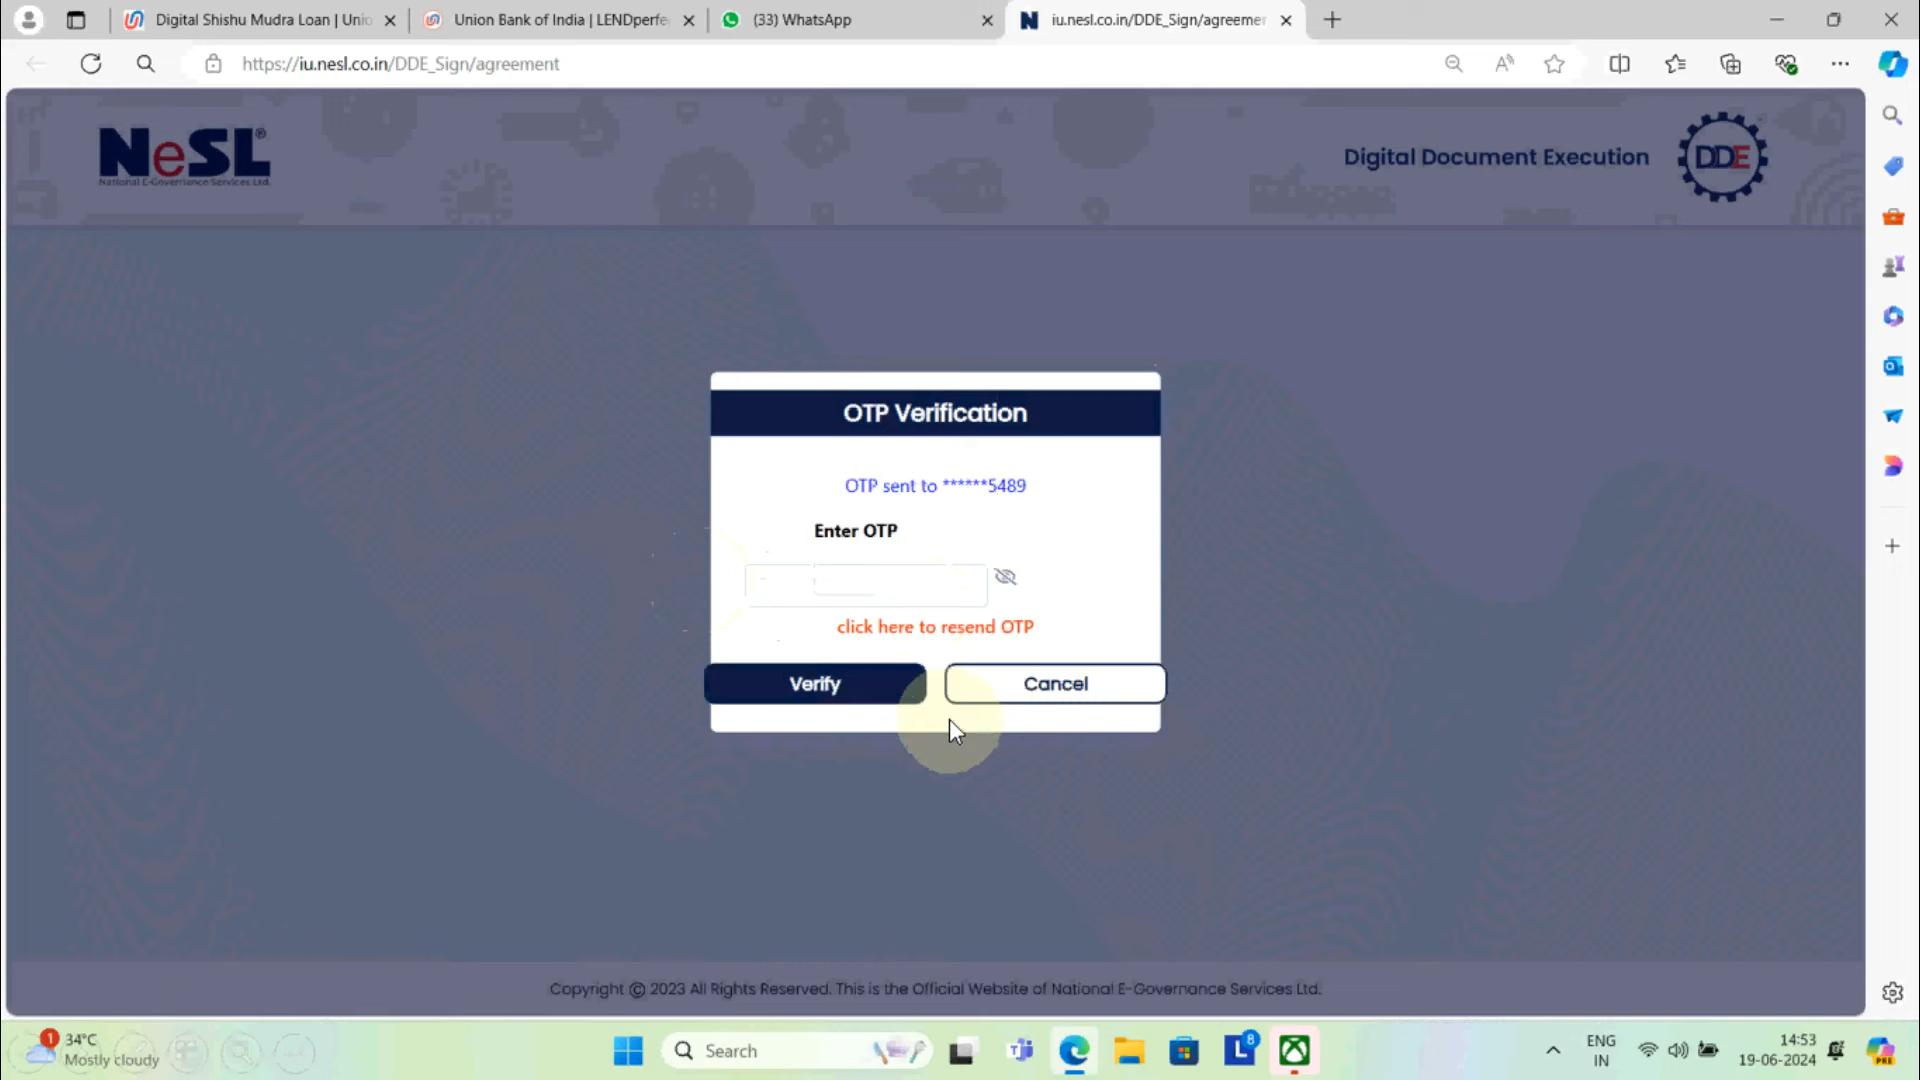 Digital Shishu Mudra Loan | Unio
Union Bank of India | LENDperfe
(33) WhatsApp
iu.nesl.co.in/DDE_Sign/agreemer
https://iu.nesl.co.in/DDE_Sign/agreement
NeSL®
National E-Governance Services Ltd.
Digital Document Execution
DDE
OTP Verification
OTP sent to ******5489
Enter OTP
click here to resend OTP
Verify
Cancel
Copyright © 2023 All Rights Reserved. This is the Official Website of National E-Governance Services Ltd.
1
34°C
Mostly cloudy
Search
L
8
ENG
IN
14:53
19-06-2024
PRE